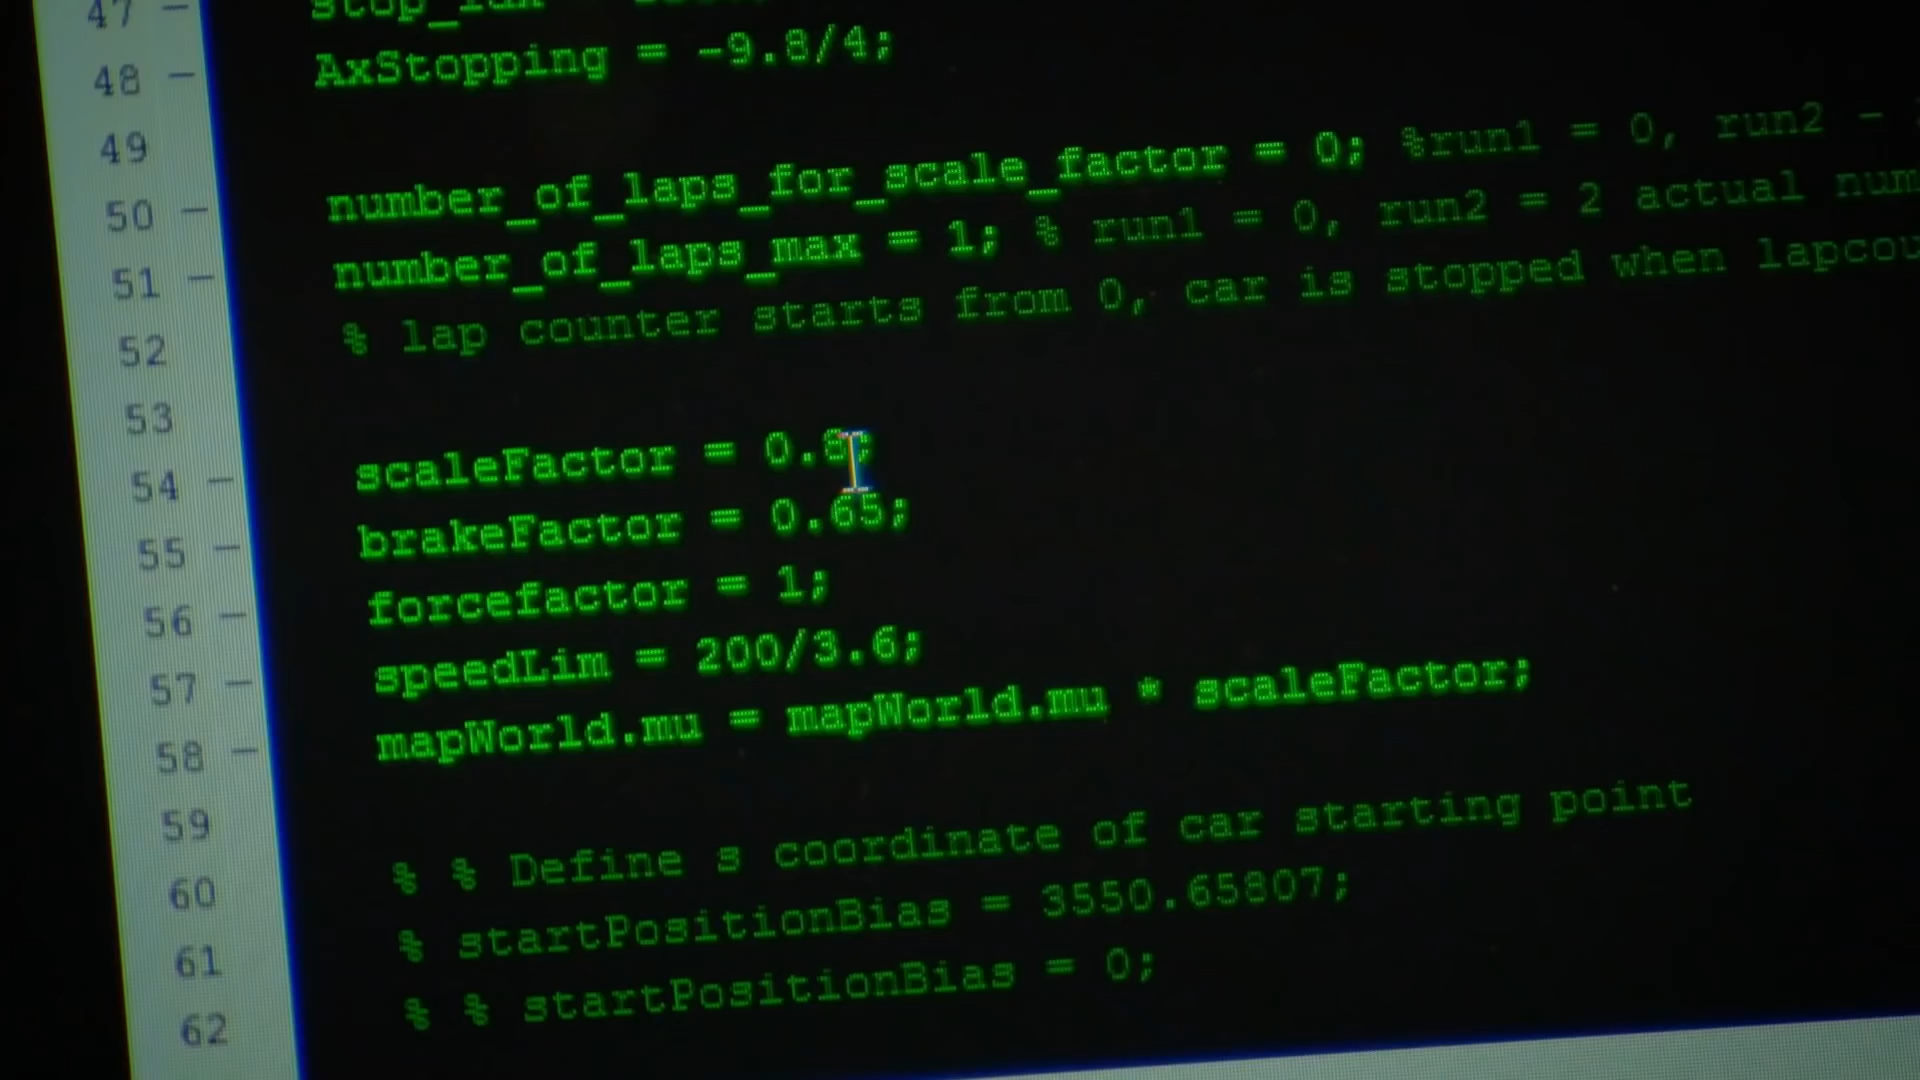 47 -
48 - AxStopping = -9.8/4;
49
50 - number_of_laps_for_scale_factor = 0; %run1 = 0, run2 -
51 - number_of_laps_max = 1; % run1 = 0, run2 = 2 actual num
52 % lap counter starts from 0, car is stopped when lapcou
53
54 - scaleFactor = 0.8;
55 - brakeFactor = 0.65;
56 - forcefactor = 1;
57 - speedLim = 200/3.6;
58 - mapWorld.mu = mapWorld.mu * scaleFactor;
59
60 % % Define s coordinate of car starting point
61 % startPositionBias = 3550.65807;
62 % % startPositionBias = 0;